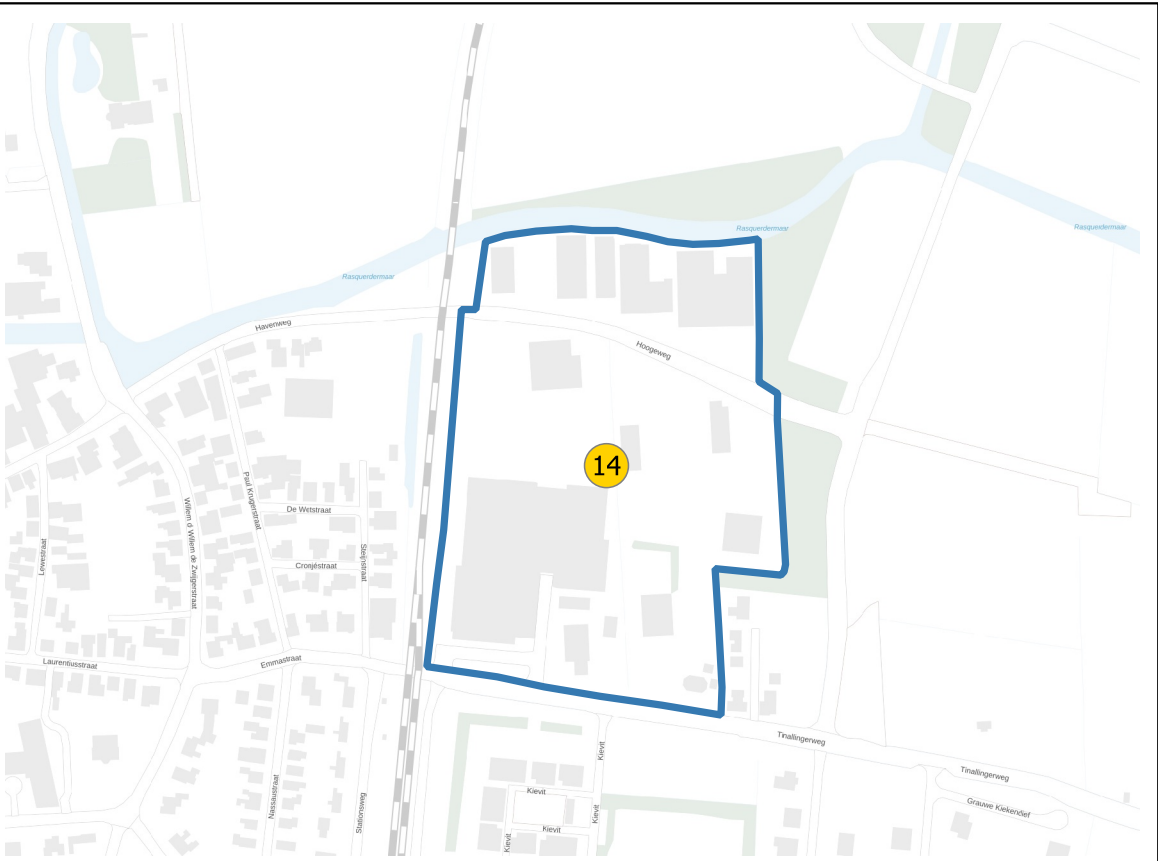 Rasquerdermaar
Rasquerdermaar
Rasquerdermaar
Havenweg
Hoogeweg
14
Paul Krugerstraat
De Wetstraat
Willem d Willem de Zwijgerstraat
Lewestraat
Steijnstraat
Cronjéstraat
Laurentiusstraat
Emmastraat
Tinallingerweg
Kievit
Tinallingerweg
Nassaustraat
Stationsweg
Kievit
Kievit
Kievit
Kievit
Grauwe Kiekendief